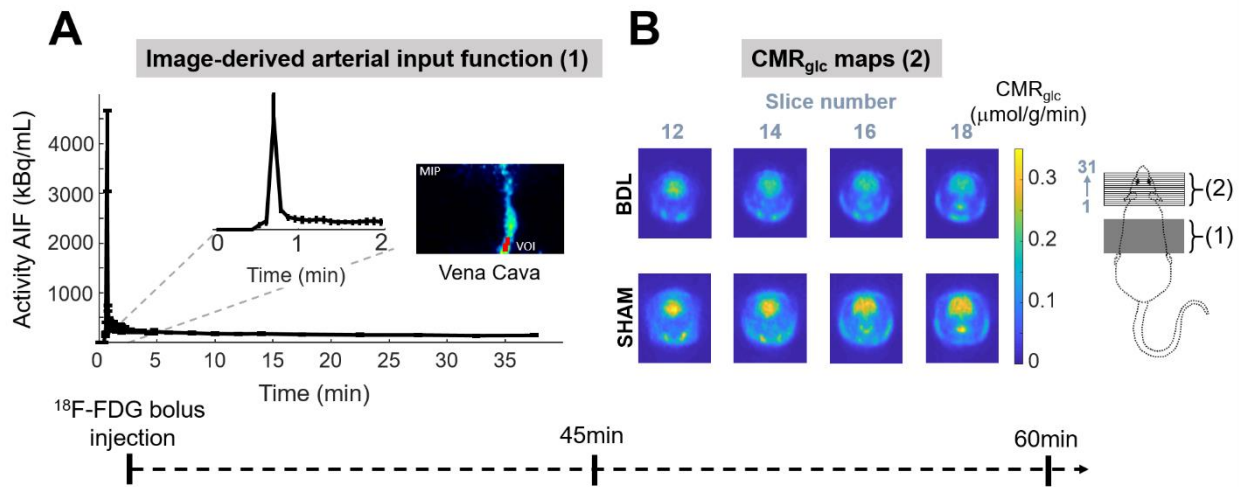 A
Image-derived arterial input function (1)
Activity AIF (kBq/mL)
4000
3000
2000
1000
0 5 10 15 20 25 30 35
Time (min)
0 1 2
Time (min)
MIP
VOI
Vena Cava
B
CMRglc maps (2)
Slice number
12 14 16 18
BDL
SHAM
CMRglc
(μmol/g/min)
0.3
0.2
0.1
0
31
1
(2)
(1)
18F-FDG bolus
injection
45min
60min